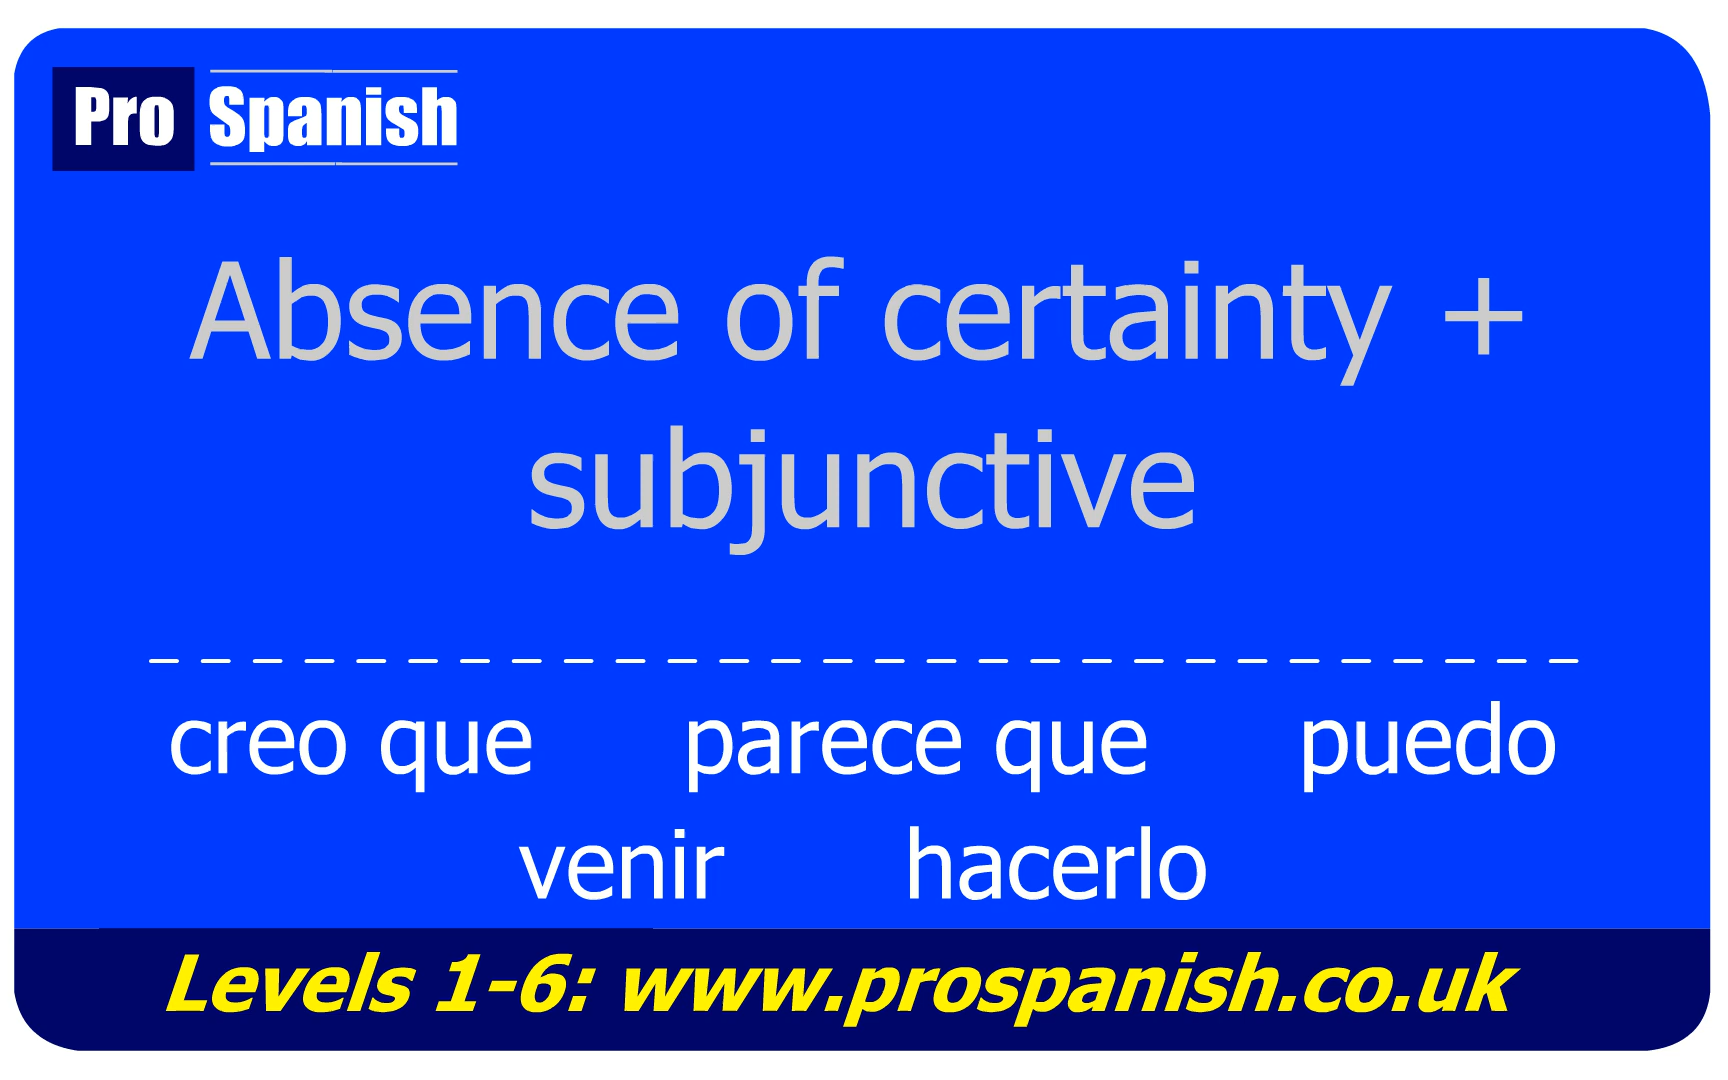 Pro Spanish
Absence of certainty +
subjunctive
creo que parece que puedo
venir hacerlo
Levels 1-6: www.prospanish.co.uk